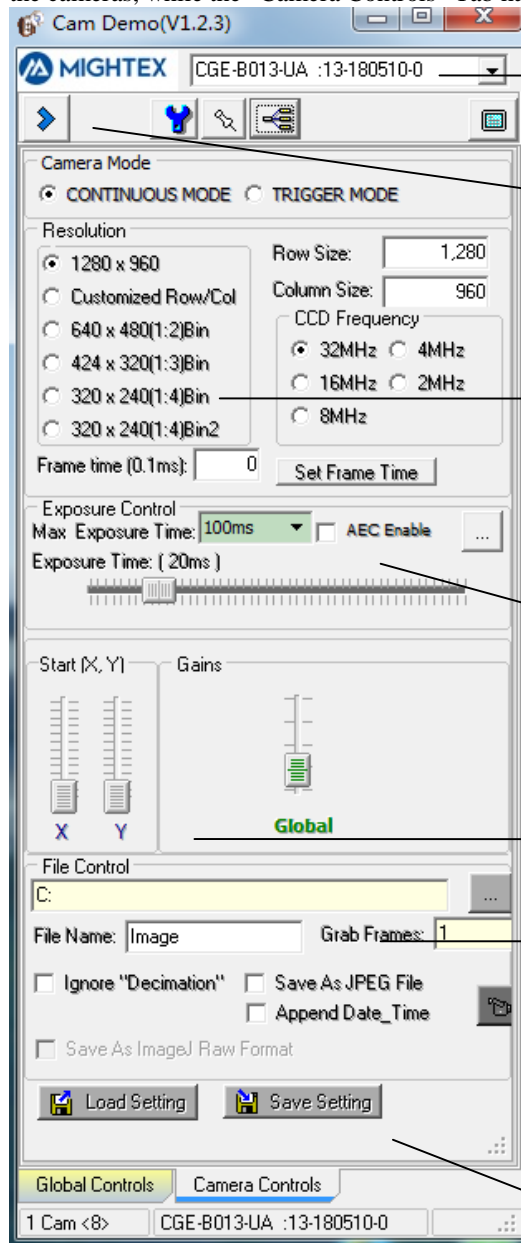 Cam Demo(V1.2.3)
MIGHTEX CGE-B013-UA :13-180510-0
Camera Mode
CONTINUOUS MODE TRIGGER MODE
Resolution
1280 x 960
Customized Row/Col
640 x 480(1:2)Bin
424 x 320(1:3)Bin
320 x 240(1:4)Bin
320 x 240(1:4)Bin2
Row Size: 1,280
Column Size: 960
CCD Frequency
32MHz 4MHz
16MHz 2MHz
8MHz
Frame time (0.1ms): 0 Set Frame Time
Exposure Control
Max Exposure Time: 100ms AEC Enable ...
Exposure Time: ( 20ms )
Start (X, Y) Gains
X Y Global
File Control
C: ...
File Name: Image Grab Frames: 1
Ignore "Decimation" Save As JPEG File
Append Date_Time
Save As ImageJ Raw Format
Load Setting Save Setting
Global Controls Camera Controls
1 Cam <8> CGE-B013-UA :13-180510-0